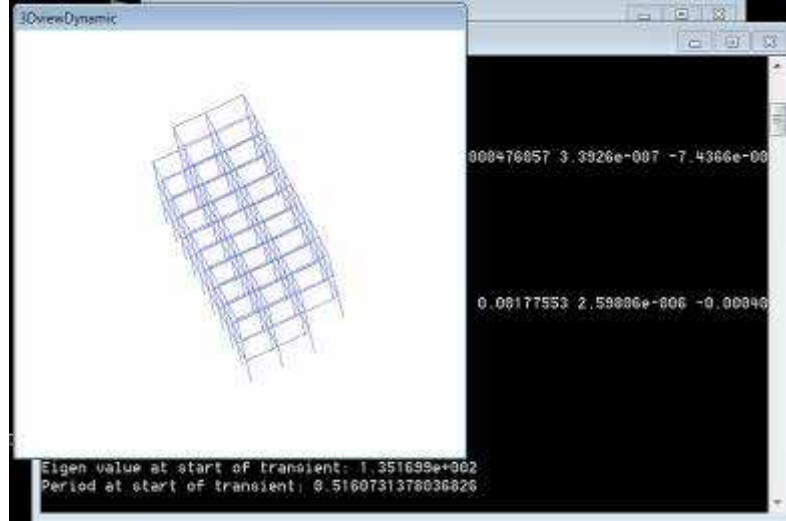 3DviewDynamic
008476057 3.3926e-007 -7.4366e-00
0.08177553 2.59806e-006 -0.00040
Eigen value at start of transient: 1.351699e+002
Period at start of transient: 0.5160731378036826